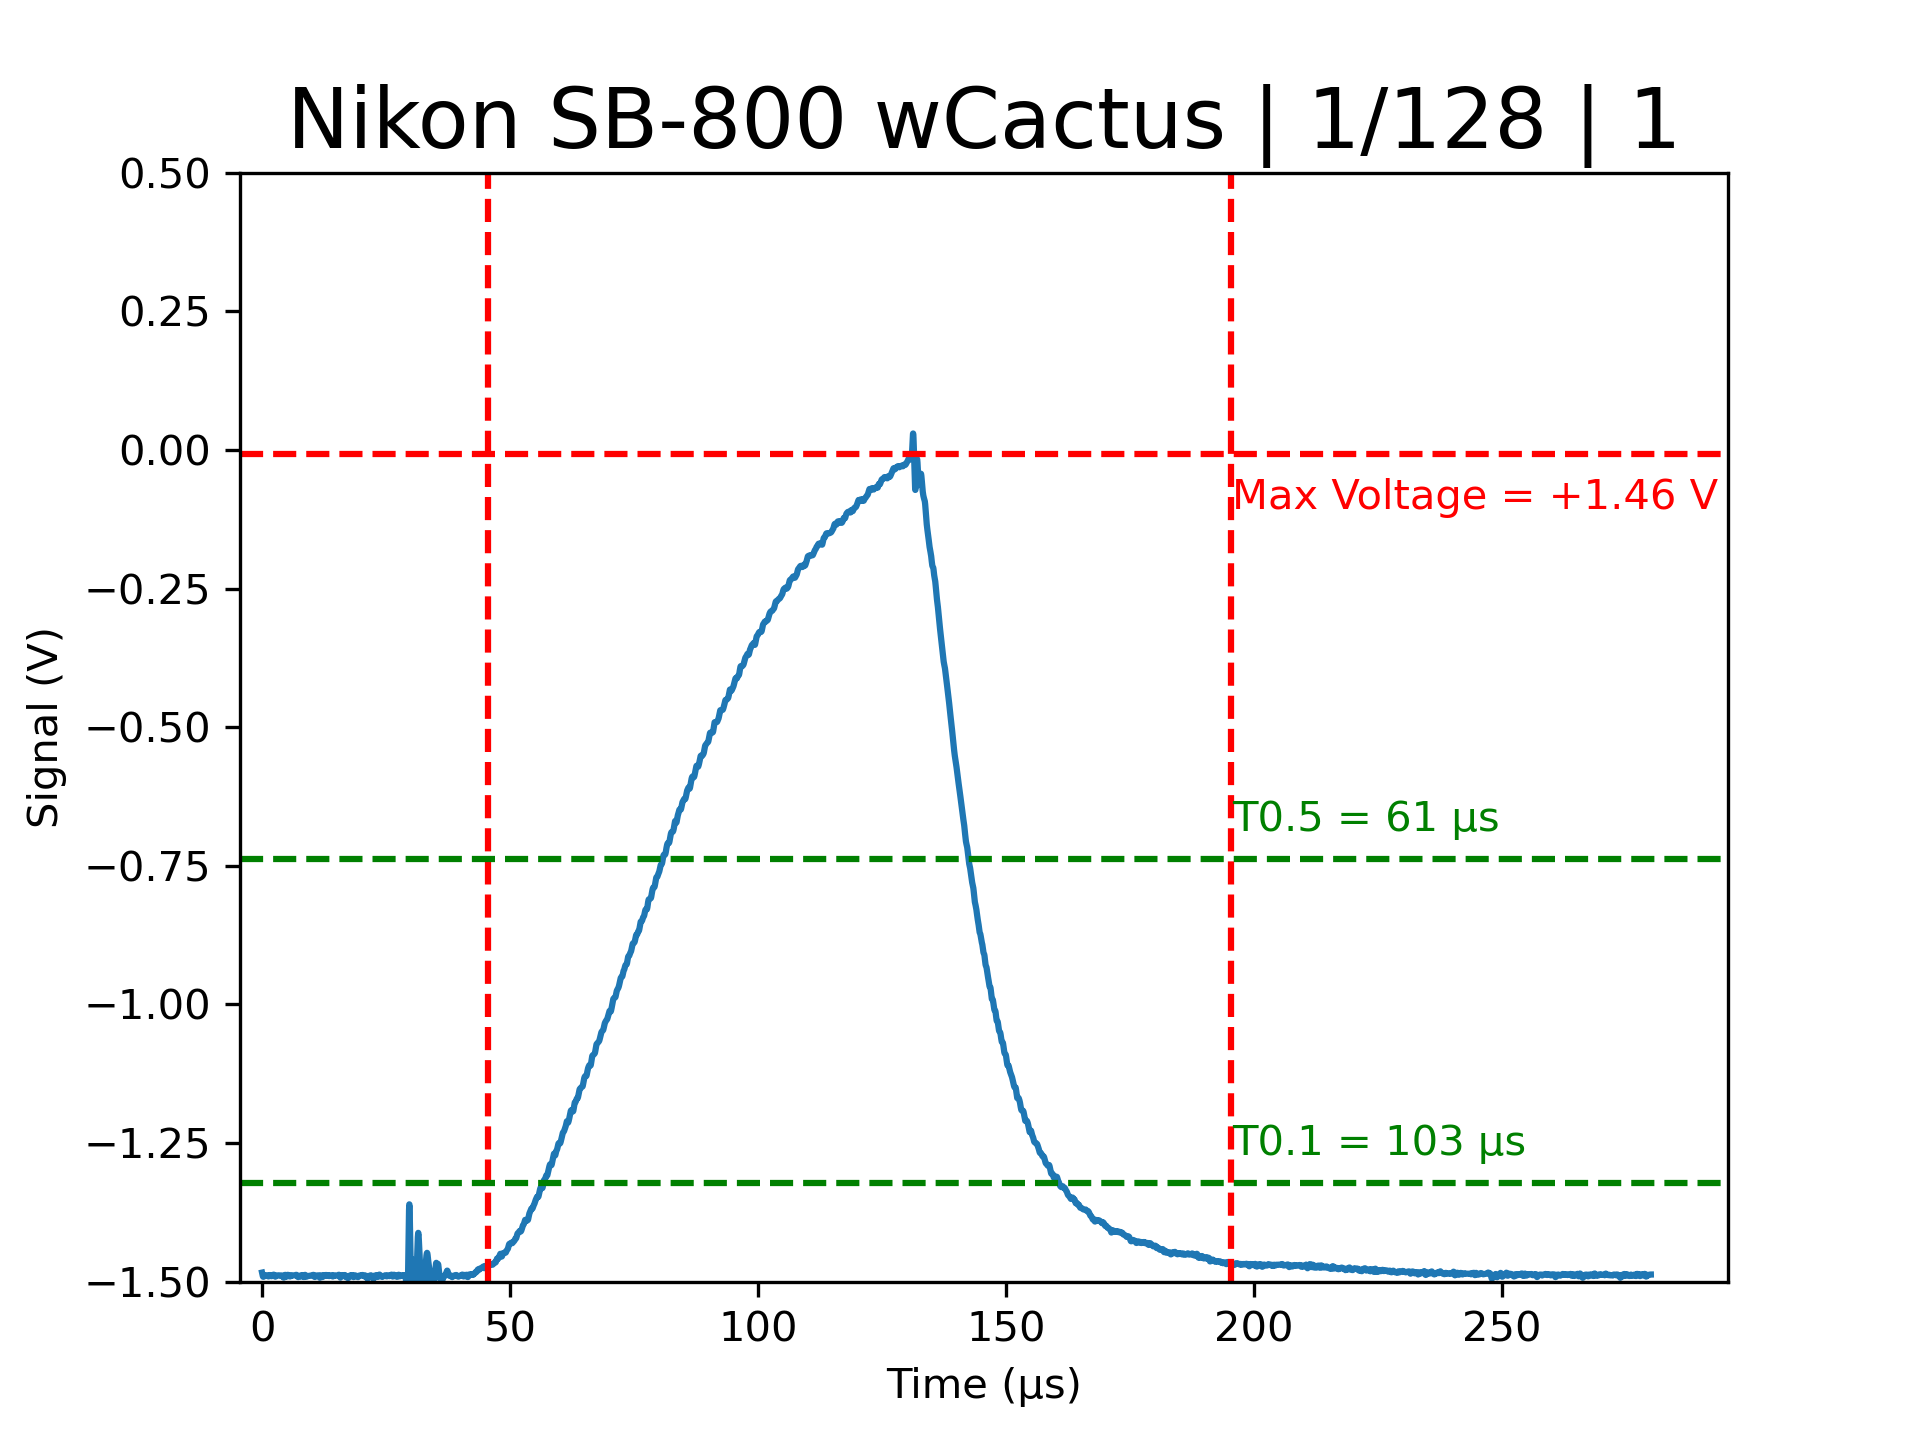 Nikon SB-800 wCactus | 1/128 | 1
0.50
0.25
0.00
−0.25
−0.50
−0.75
−1.00
−1.25
−1.50
Signal (V)
Max Voltage = +1.46 V
T0.5 = 61 µs
T0.1 = 103 µs
0 50 100 150 200 250
Time (µs)